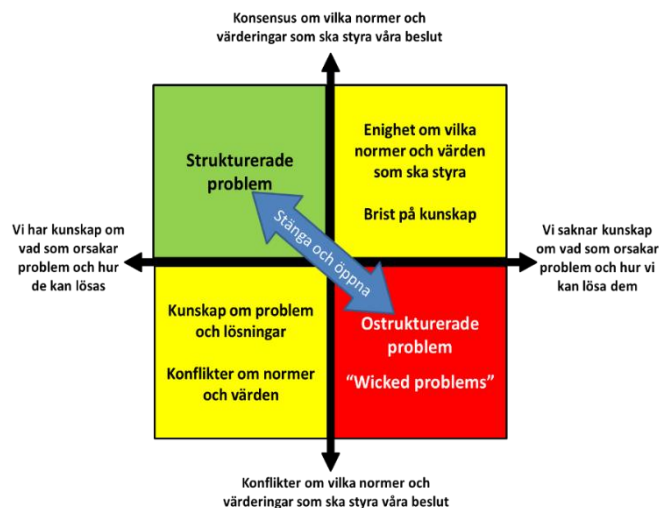 Konsensus om vilka normer och
värderingar som ska styra våra beslut
Strukturerade
problem
Enighet om vilka
normer och värden
som ska styra
Brist på kunskap
Stänga och öppna
Vi har kunskap om
vad som orsakar
problem och hur
de kan lösas
Vi saknar kunskap
om vad som orsakar
problem och hur vi
kan lösa dem
Kunskap om problem
och lösningar
Konflikter om normer
och värden
Ostrukturerade
problem
“Wicked problems”
Konflikter om vilka normer och
värderingar som ska styra våra beslut